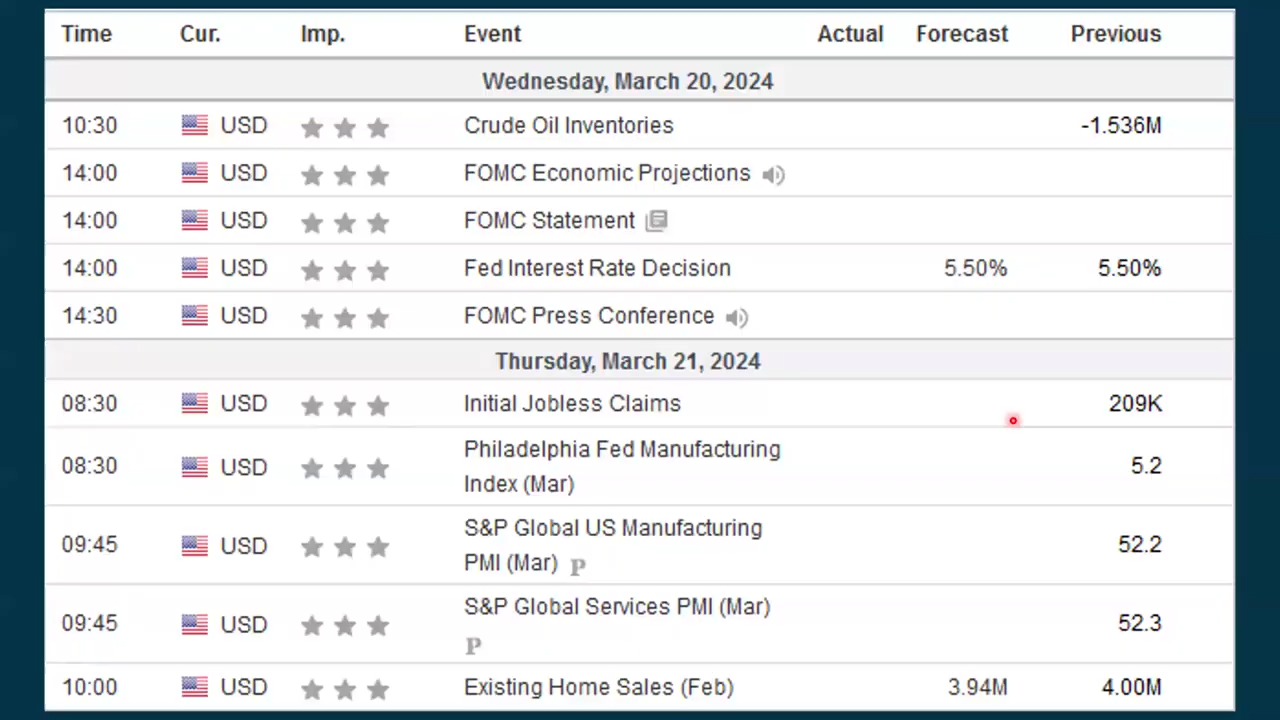 Time Cur. Imp. Event Actual Forecast Previous
Wednesday, March 20, 2024
10:30 USD Crude Oil Inventories -1.536M
14:00 USD FOMC Economic Projections
14:00 USD FOMC Statement
14:00 USD Fed Interest Rate Decision 5.50% 5.50%
14:30 USD FOMC Press Conference
Thursday, March 21, 2024
08:30 USD Initial Jobless Claims 209K
08:30 USD Philadelphia Fed Manufacturing 5.2
Index (Mar)
09:45 USD S&P Global US Manufacturing 52.2
PMI (Mar) P
09:45 USD S&P Global Services PMI (Mar) 52.3
P
10:00 USD Existing Home Sales (Feb) 3.94M 4.00M